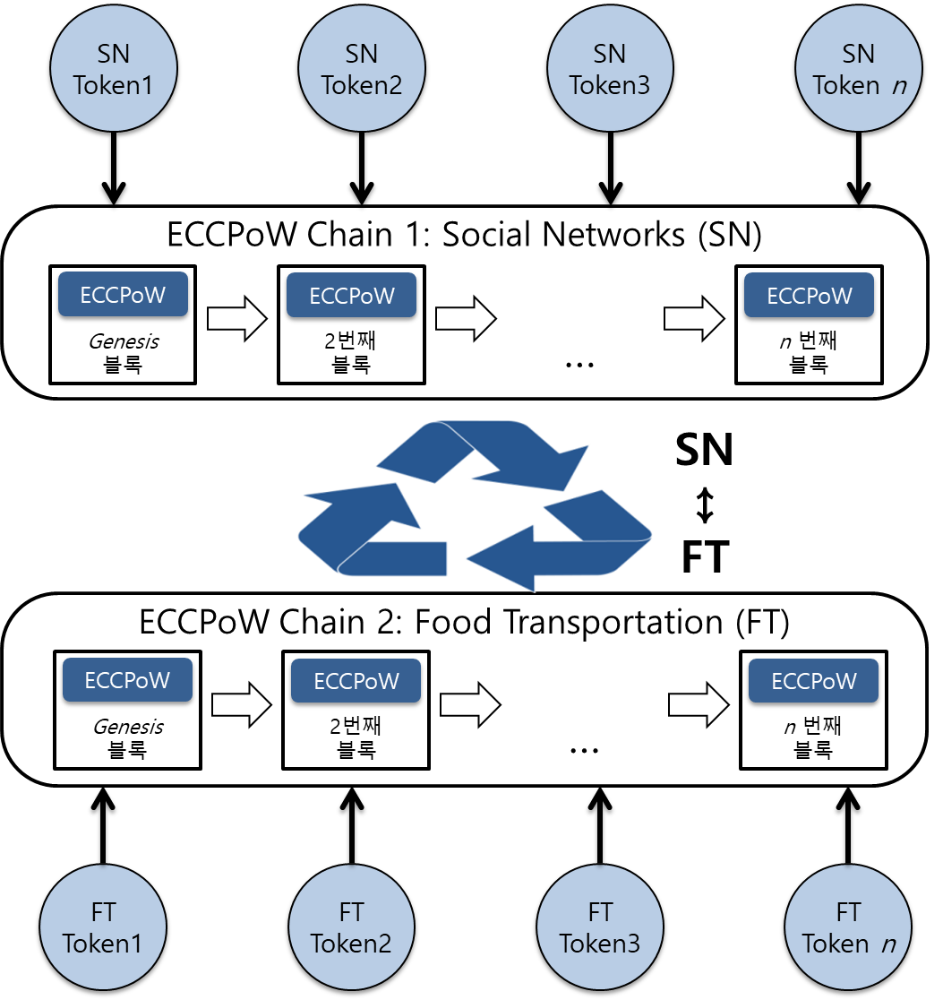 SN
Token1
SN
Token2
SN
Token3
SN
Token n
ECCPoW Chain 1: Social Networks (SN)
ECCPoW
Genesis
블록
ECCPoW
2번째
블록
...
ECCPoW
n 번째
블록
SN
↕
FT
ECCPoW Chain 2: Food Transportation (FT)
ECCPoW
Genesis
블록
ECCPoW
2번째
블록
...
ECCPoW
n 번째
블록
FT
Token1
FT
Token2
FT
Token3
FT
Token n